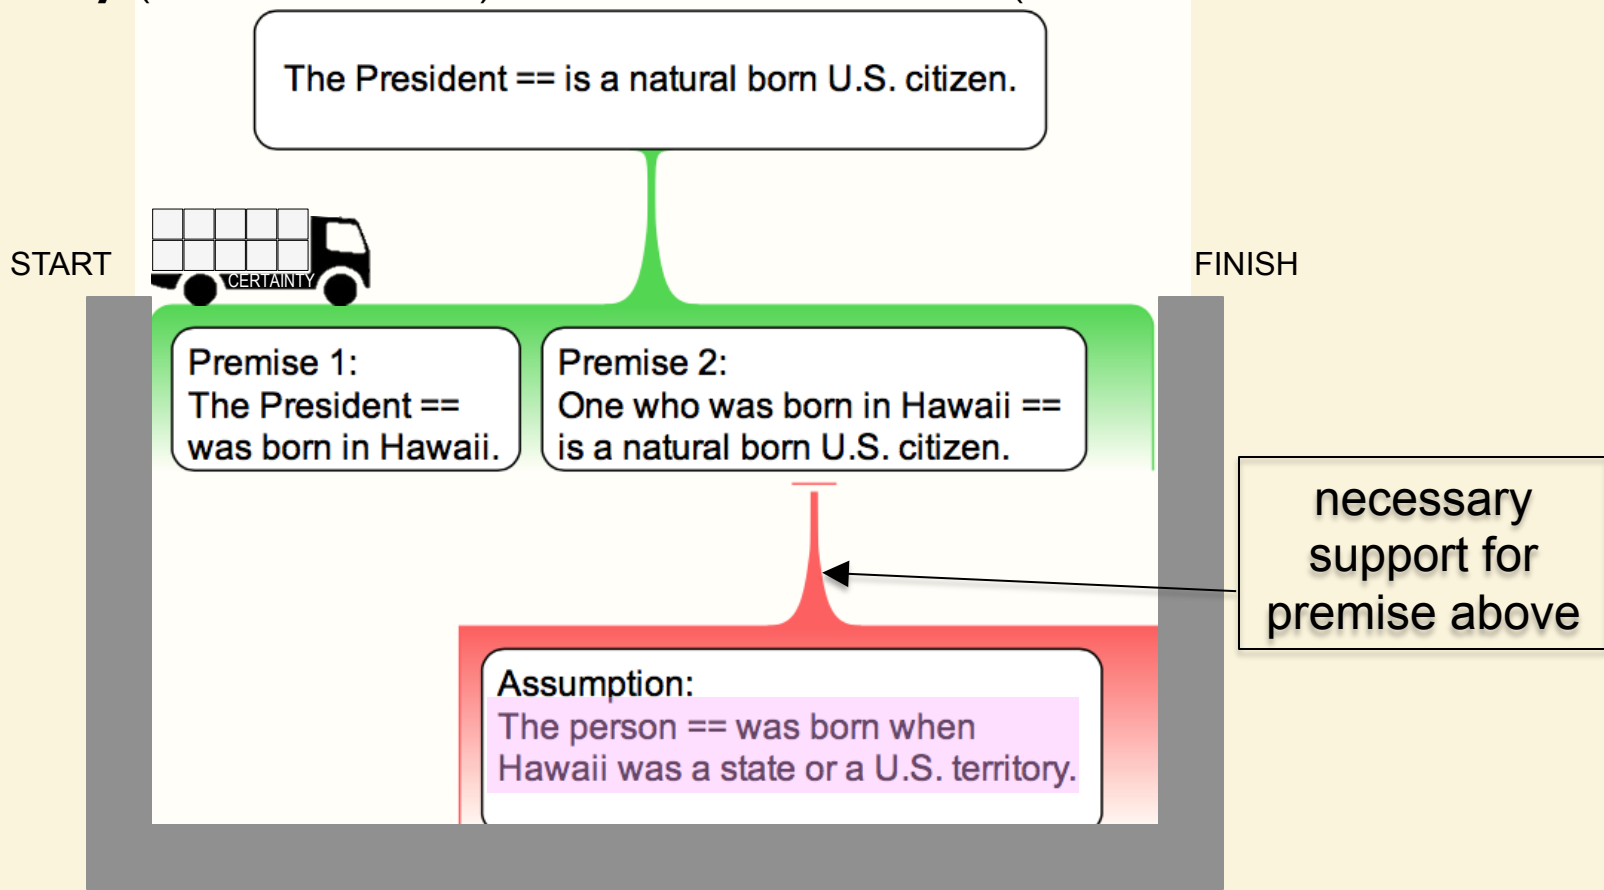 The President == is a natural born U.S. citizen.
START
CERTAINTY
FINISH
Premise 1:
The President ==
was born in Hawaii.
Premise 2:
One who was born in Hawaii ==
is a natural born U.S. citizen.
necessary
support for
premise above
Assumption:
The person == was born when
Hawaii was a state or a U.S. territory.